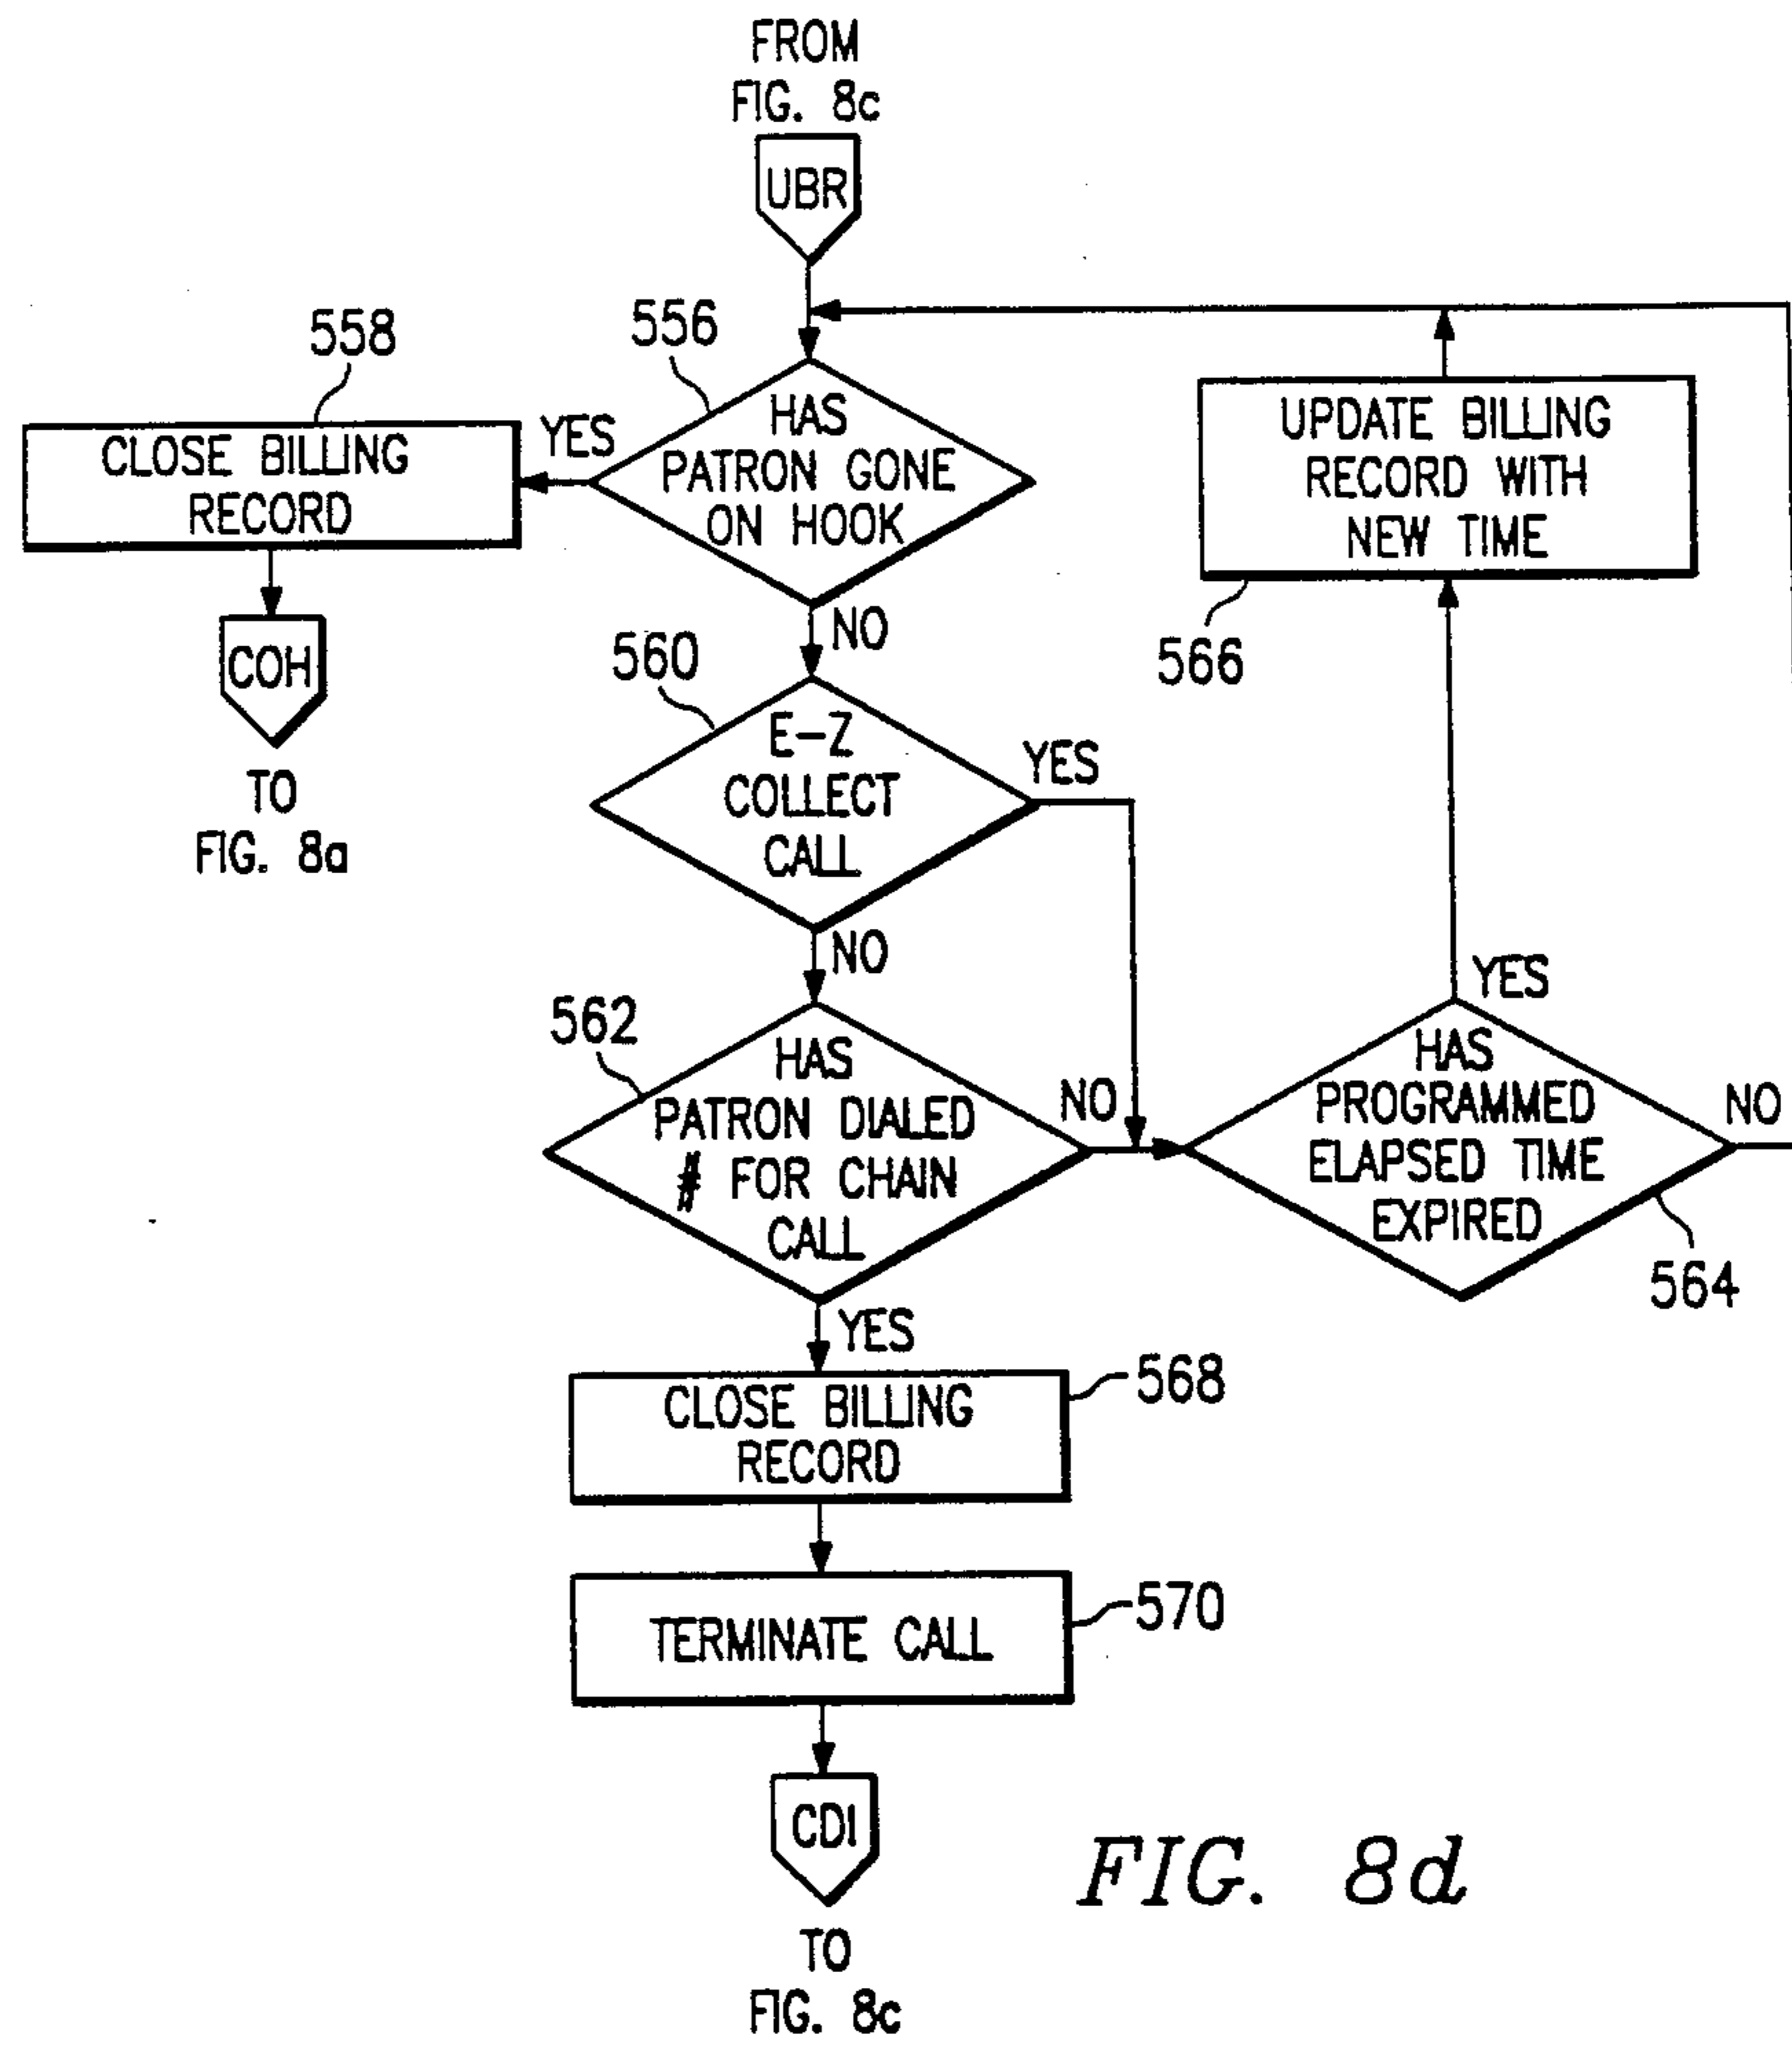 FROM
FIG. 8c
UBR
558
556
YES
CLOSE BILLING
RECORD
HAS
PATRON GONE
ON HOOK
UPDATE BILLING
RECORD WITH
NEW TIME
566
NO
COH
TO
FIG. 8a
560
E-Z
COLLECT
CALL
YES
NO
562
HAS
PATRON DIALED
# FOR CHAIN
CALL
NO
YES
HAS
PROGRAMMED
ELAPSED TIME
EXPIRED
NO
564
YES
CLOSE BILLING
RECORD
568
TERMINATE CALL
570
CDI
TO
FIG. 8c
FIG. 8d